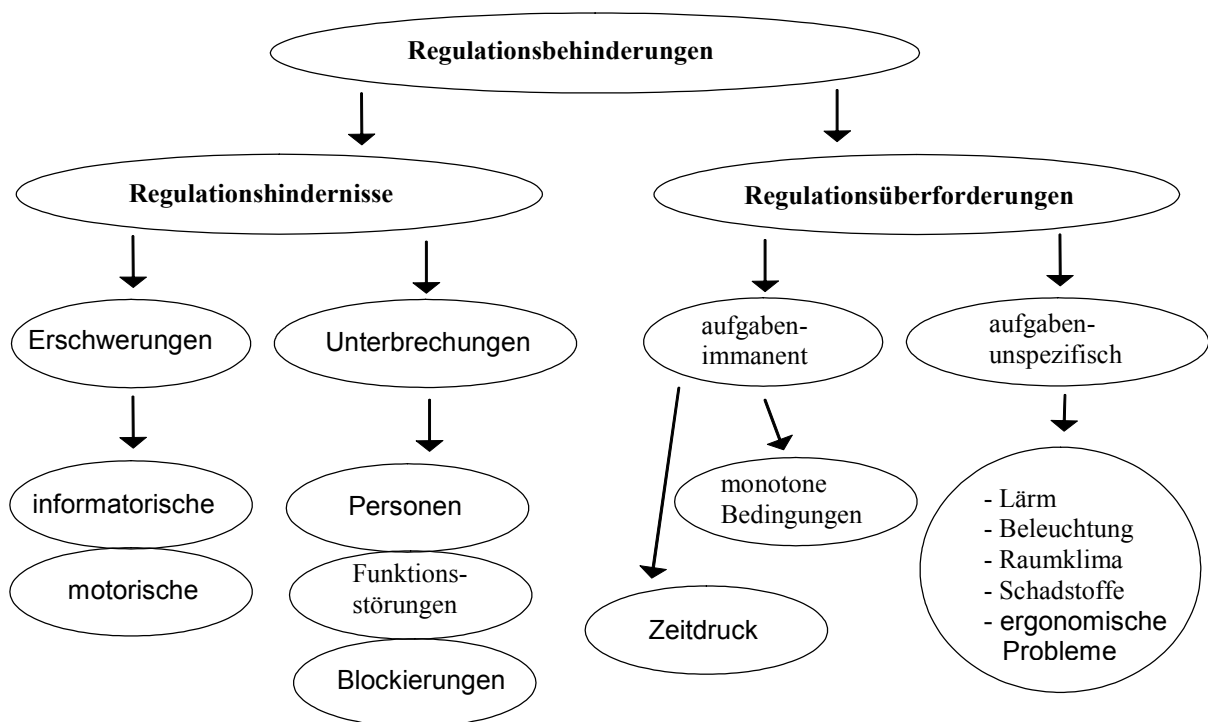 Regulationsbehinderungen
Regulationshindernisse
Regulationsüberforderungen
Erschwerungen
Unterbrechungen
aufgaben-
immanent
aufgaben-
unspezifisch
informatorische
motorische
Personen
Funktions-
störungen
Blockierungen
monotone
Bedingungen
Zeitdruck
- Lärm
- Beleuchtung
- Raumklima
- Schadstoffe
- ergonomische
Probleme